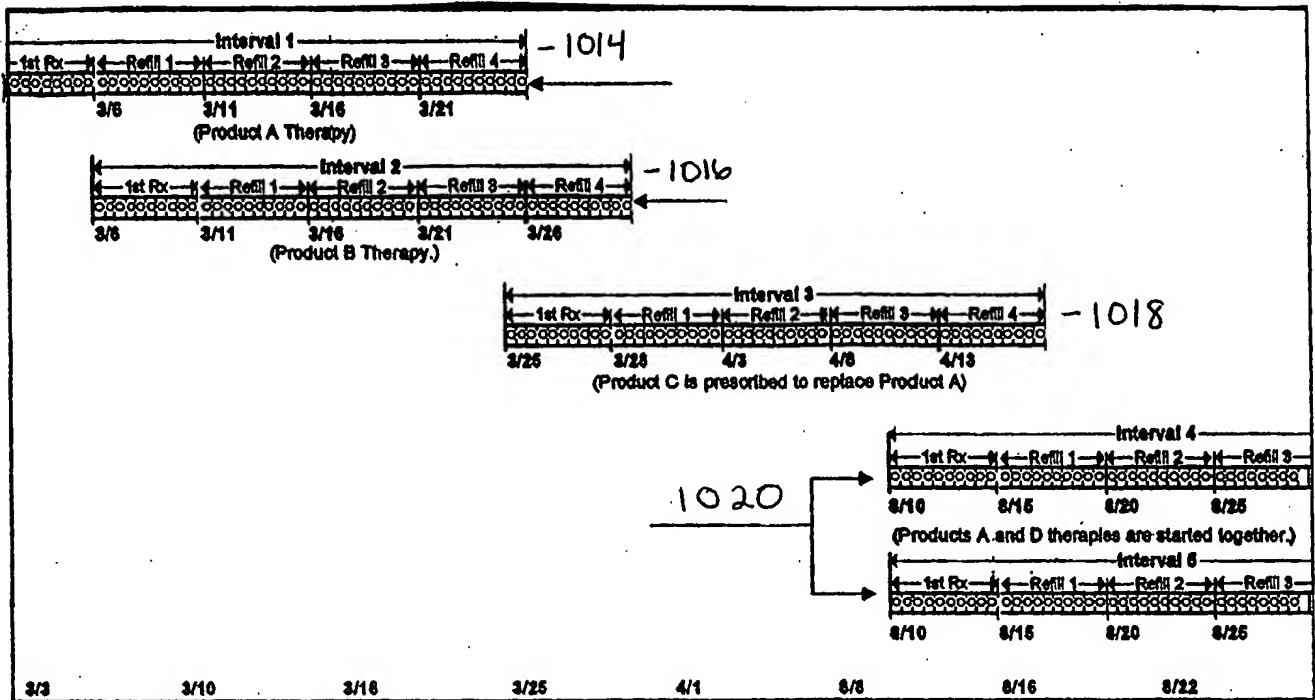 Interval 1
- 1014
1st Rx Refill 1 Refill 2 Refill 3 Refill 4
3/6 3/11 3/16 3/21
(Product A Therapy)
Interval 2
- 1016
1st Rx Refill 1 Refill 2 Refill 3 Refill 4
3/6 3/11 3/16 3/21 3/26
(Product B Therapy.)
Interval 3
- 1018
1st Rx Refill 1 Refill 2 Refill 3 Refill 4
3/25 3/28 4/3 4/8 4/13
(Product C is prescribed to replace Product A)
Interval 4
1st Rx Refill 1 Refill 2 Refill 3
1020
8/10 8/15 8/20 8/25
(Products A and D therapies are started together.)
Interval 5
1st Rx Refill 1 Refill 2 Refill 3
8/10 8/15 8/20 8/25
3/3 3/10 3/18 3/25 4/1 8/8 8/16 8/22